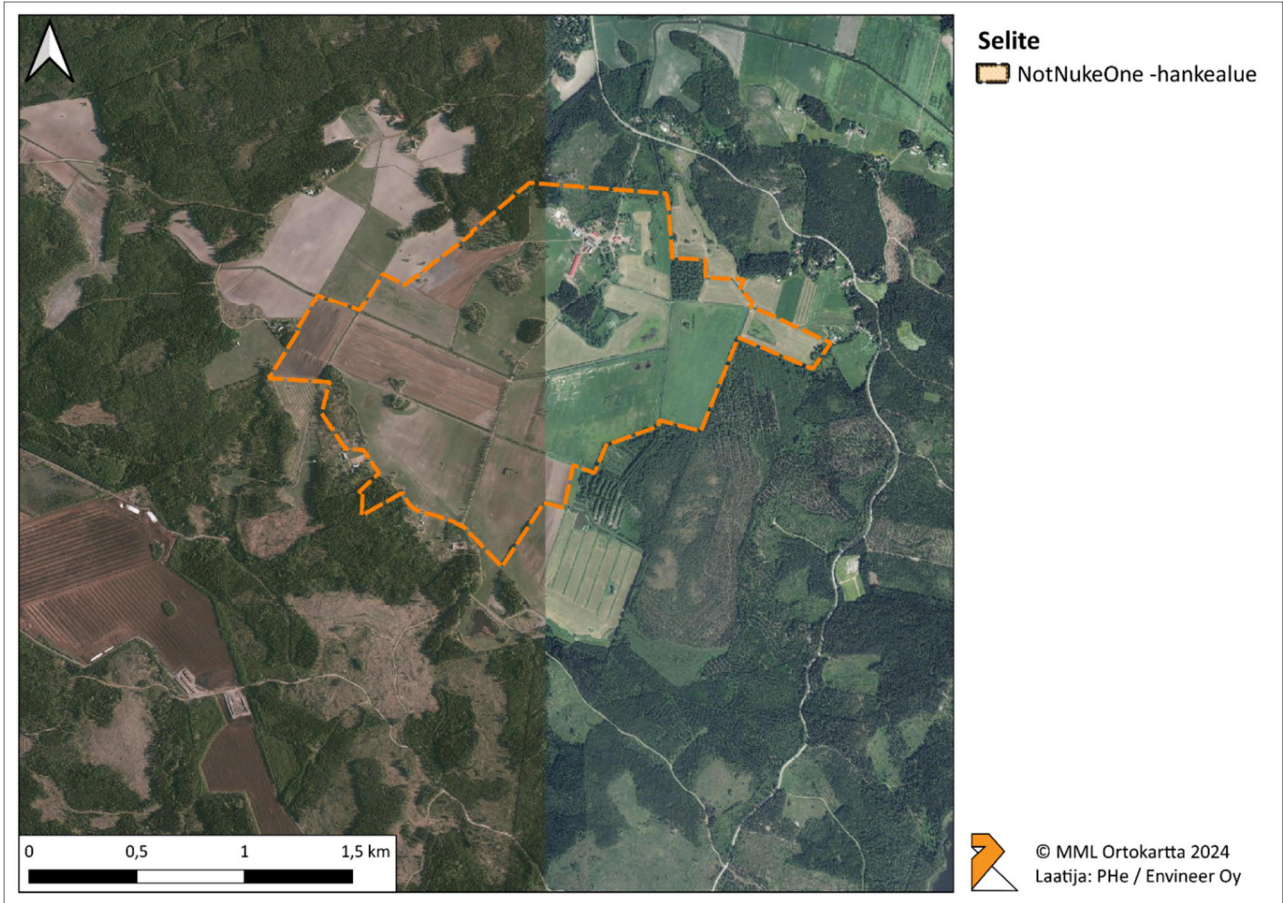 Selite
NotNukeOne -hankealue
0 0,5 1 1,5 km
© MML Ortokartta 2024
Laatija: PHe / Envineer Oy